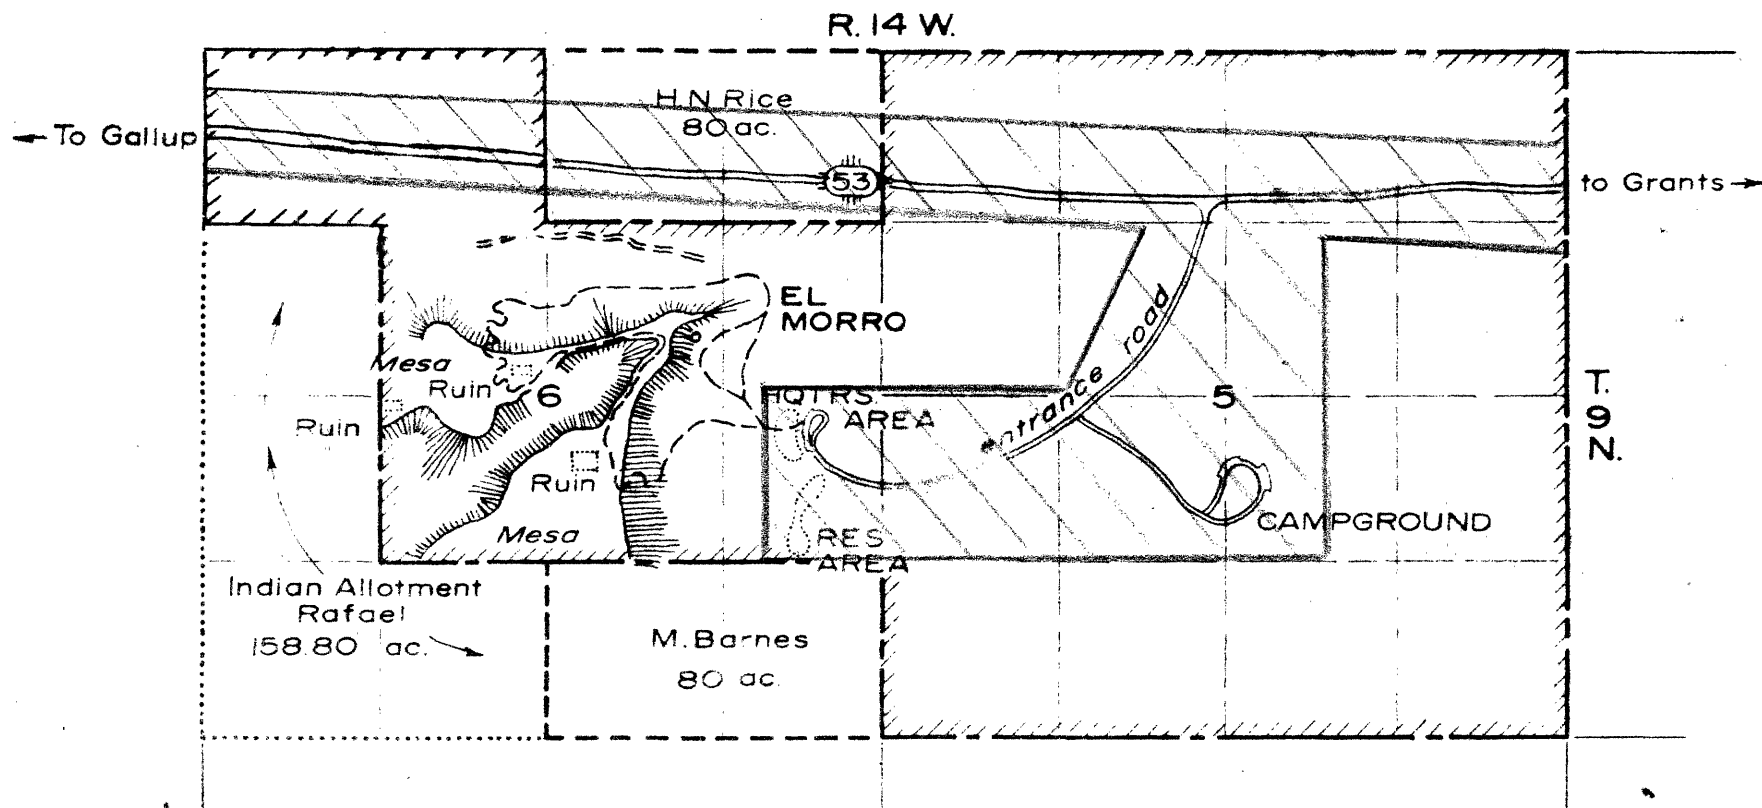 R. 14 W.
H. N. Rice
80 ac.
← To Gallup
53
to Grants →
EL
MORRO
entrance road
Mesa
Ruin
6
Ruin
HQTRS.
AREA
5
T.
9
N.
Ruin
Mesa
CAMPGROUND
RES
AREA
Indian Allotment
Rafael
158.80 ac.
M. Barnes
80 ac.